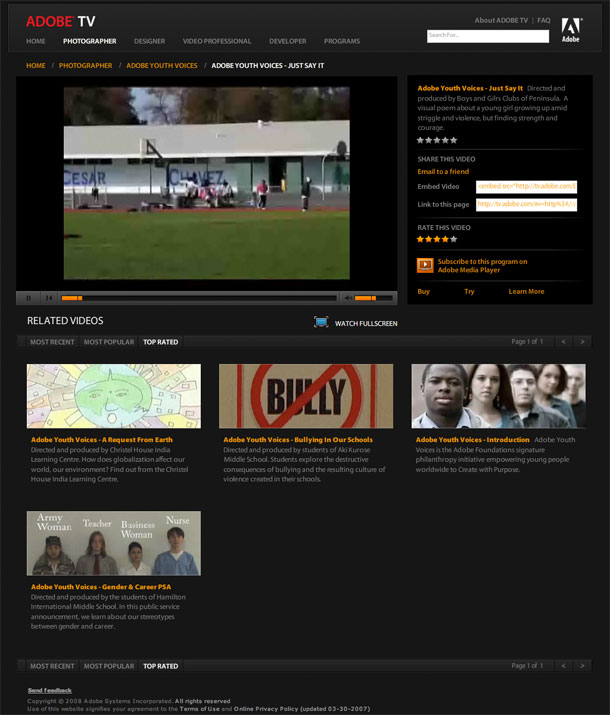 ADOBE TV
About ADOBE TV | FAQ
Search For...
Adobe
HOME PHOTOGRAPHER DESIGNER VIDEO PROFESSIONAL DEVELOPER PROGRAMS
HOME / PHOTOGRAPHER / ADOBE YOUTH VOICES / ADOBE YOUTH VOICES - JUST SAY IT
CESAR CHAVEZ
Adobe Youth Voices - Just Say It Directed and
produced by Boys and Gilrs Clubs of Peninsula. A
visual poem about a young girl growing up amid
striggle and violence, but finding strength and
courage.
SHARE THIS VIDEO
Email to a friend
Embed Video <embed src="http://tv.adobe.com/
Link to this page
RATE THIS VIDEO
Subscribe to this program on
Adobe Media Player
Buy Try Learn More
RELATED VIDEOS
WATCH FULLSCREEN
MOST RECENT MOST POPULAR TOP RATED Page 1 of 1 < >
BULLY
Adobe Youth Voices - A Request From Earth
Directed and produced by Christel House India
Learning Centre. How does globalization affect our
world, our environment? Find out from the Christel
House India Learning Centre.
Adobe Youth Voices - Bullying In Our Schools
Directed and produced by students of Aki Kurose
Middle School. Students explore the destructive
consequences of bullying and the resulting culture of
violence created in their schools.
Adobe Youth Voices - Introduction Adobe Youth
Voices is the Adobe Foundations signature
philanthropy initiative empowering young people
worldwide to Create with Purpose.
Army
Woman
Teacher
Business
Woman
Nurse
Adobe Youth Voices - Gender & Career PSA
Directed and produced by the students of Hamilton
International Middle School. In this public service
announcement, we learn about our stereotypes
between gender and career.
MOST RECENT MOST POPULAR TOP RATED Page 1 of 1 < >
Send feedback
Copyright © 2008 Adobe Systems Incorporated. All rights reserved
Use of this website signifies your agreement to the Terms of Use and Online Privacy Policy (updated 03-30-2007)